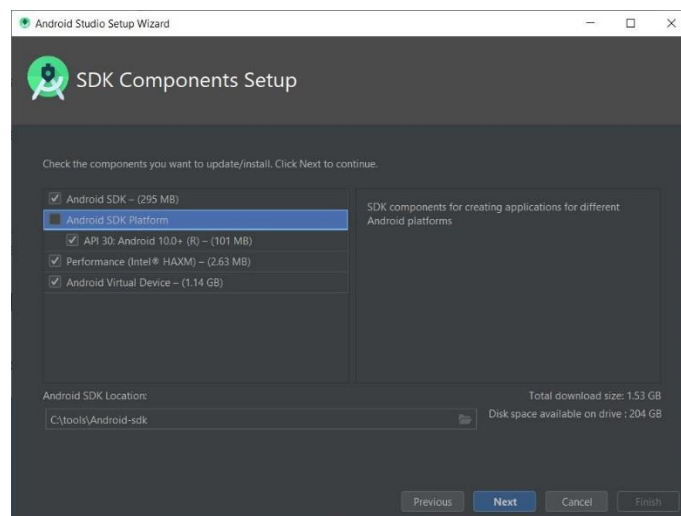 Android Studio Setup Wizard
SDK Components Setup
Check the components you want to update/install. Click Next to continue.
Android SDK – (295 MB)
Android SDK Platform
API 30: Android 10.0+ (R) – (101 MB)
Performance (Intel® HAXM) – (2.63 MB)
Android Virtual Device – (1.14 GB)
SDK components for creating applications for different
Android platforms
Android SDK Location:
C:\tools\Android-sdk
Total download size: 1.53 GB
Disk space available on drive : 204 GB
Previous
Next
Cancel
Finish